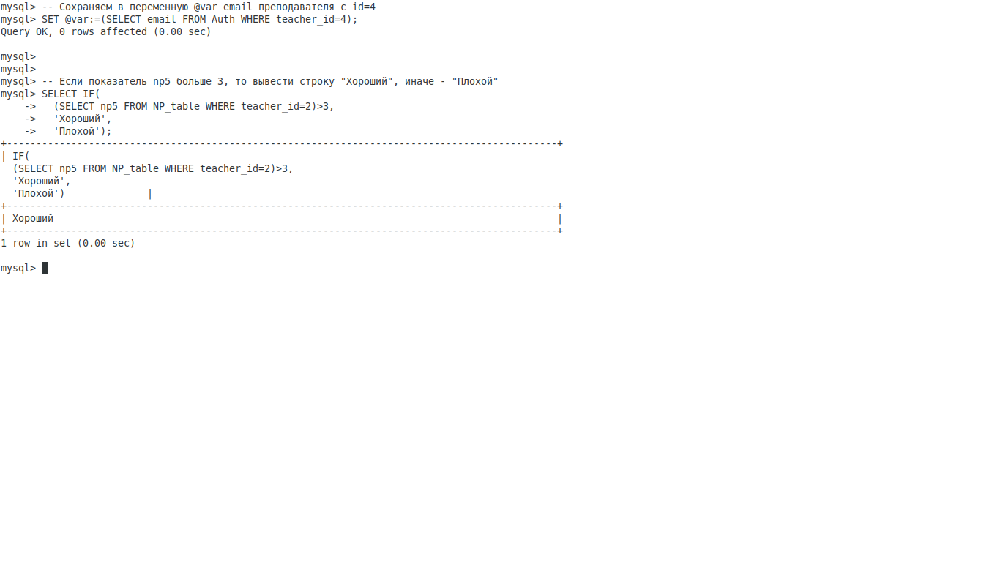 mysql> -- Сохраняем в переменную @var email преподавателя с id=4
mysql> SET @var:=(SELECT email FROM Auth WHERE teacher_id=4);
Query OK, 0 rows affected (0.00 sec)

mysql>
mysql>
mysql> -- Если показатель np5 больше 3, то вывести строку "Хороший", иначе - "Плохой"
mysql> SELECT IF(
    ->   (SELECT np5 FROM NP_table WHERE teacher_id=2)>3,
    ->   'Хороший',
    ->   'Плохой');
+----------------------------------------------------------------------------------------------+
| IF(
  (SELECT np5 FROM NP_table WHERE teacher_id=2)>3,
  'Хороший',
  'Плохой')              |
+----------------------------------------------------------------------------------------------+
| Хороший                                                                                      |
+----------------------------------------------------------------------------------------------+
1 row in set (0.00 sec)

mysql>